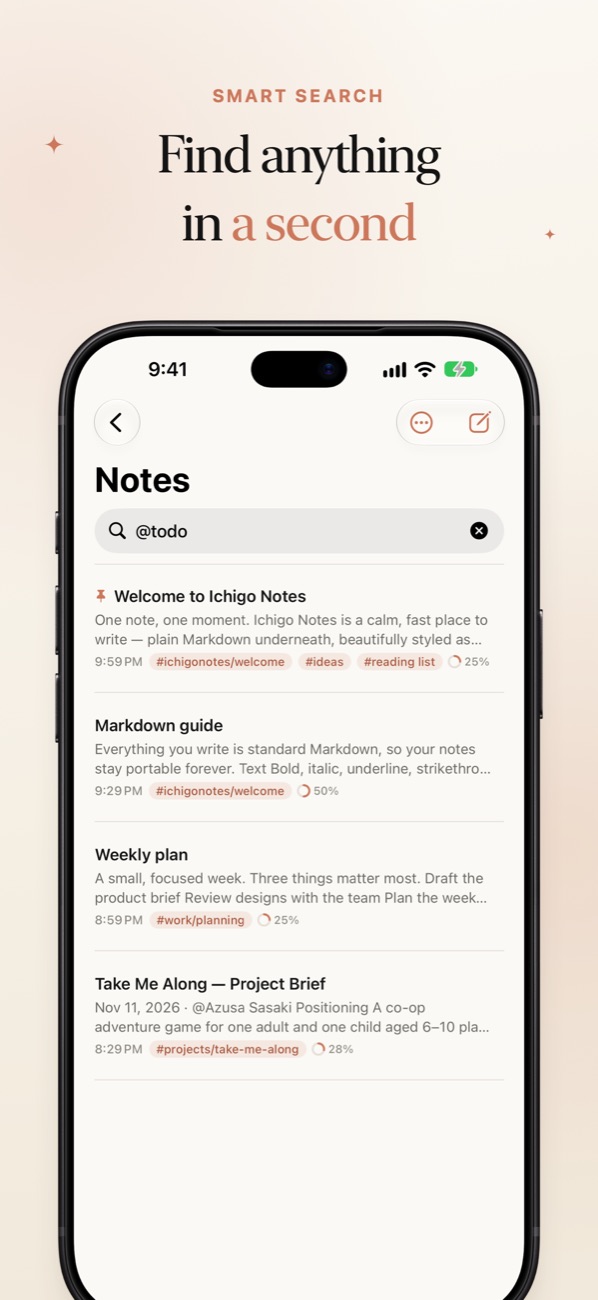 SMART SEARCH
Find anything
in a second
9:41
Notes
@todo
Welcome to Ichigo Notes
One note, one moment. Ichigo Notes is a calm, fast place to
write — plain Markdown underneath, beautifully styled as...
9:59 PM #ichigonotes/welcome #ideas #reading list 25%
Markdown guide
Everything you write is standard Markdown, so your notes
stay portable forever. Text Bold, italic, underline, strikethro...
9:29 PM #ichigonotes/welcome 50%
Weekly plan
A small, focused week. Three things matter most. Draft the
product brief Review designs with the team Plan the week...
8:59 PM #work/planning 25%
Take Me Along — Project Brief
Nov 11, 2026 · @Azusa Sasaki Positioning A co-op
adventure game for one adult and one child aged 6–10 pla...
8:29 PM #projects/take-me-along 28%